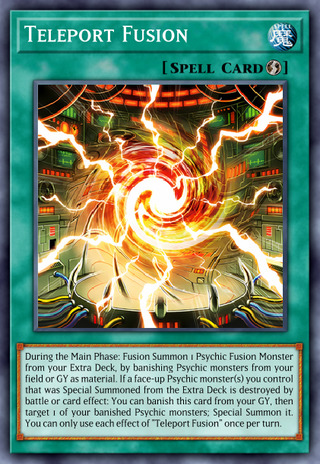 Teleport Fusion
[Spell Card]
During the Main Phase: Fusion Summon 1 Psychic Fusion Monster
from your Extra Deck, by banishing Psychic monsters from your
field or GY as material. If a face-up Psychic monster(s) you control
that was Special Summoned from the Extra Deck is destroyed by
battle or card effect: You can banish this card from your GY, then
target 1 of your banished Psychic monsters; Special Summon it.
You can only use each effect of "Teleport Fusion" once per turn.